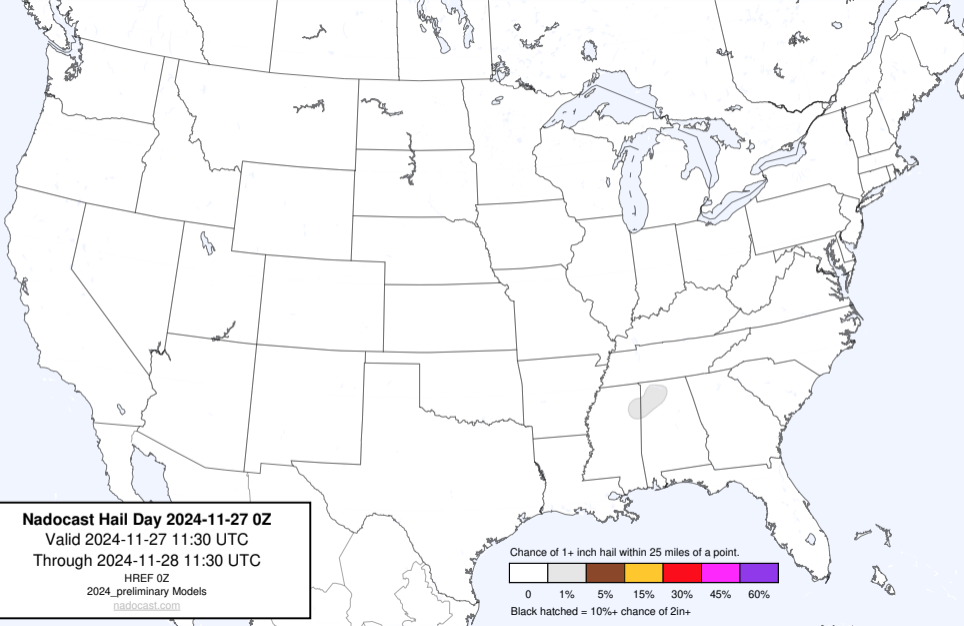 Nadocast Hail Day 2024-11-27 0Z
Valid 2024-11-27 11:30 UTC
Through 2024-11-28 11:30 UTC
HREF 0Z
2024_preliminary Models
nadocast.com
Chance of 1+ inch hail within 25 miles of a point.
0 1% 5% 15% 30% 45% 60%
Black hatched = 10%+ chance of 2in+